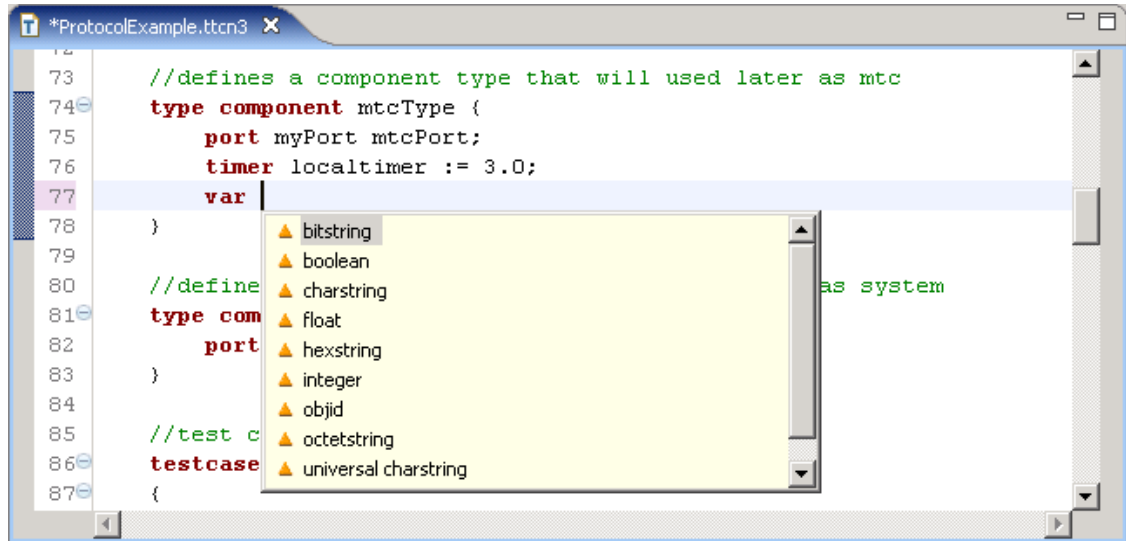 *ProtocolExample.ttcn3
73 //defines a component type that will used later as mtc
74 type component mtcType {
75 port myPort mtcPort;
76 timer localtimer := 3.0;
77 var
78 }
bitstring
79
boolean
80 //define as system
charstring
81 type com
float
82 port
hexstring
83 }
integer
84
objid
85 //test c
octetstring
86 testcase
universal charstring
87 {